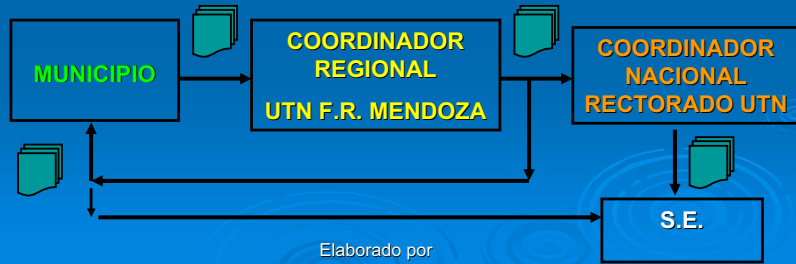 MUNICIPIO
COORDINADOR
REGIONAL
UTN F.R. MENDOZA
COORDINADOR
NACIONAL
RECTORADO UTN
S.E.
Elaborado por